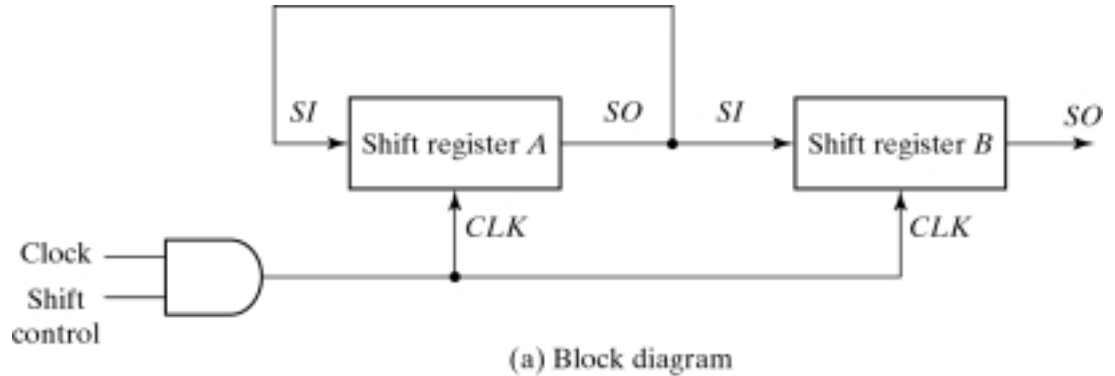 SI
Shift register A
SO
SI
Shift register B
SO
CLK
CLK
Clock
Shift
control
(a) Block diagram